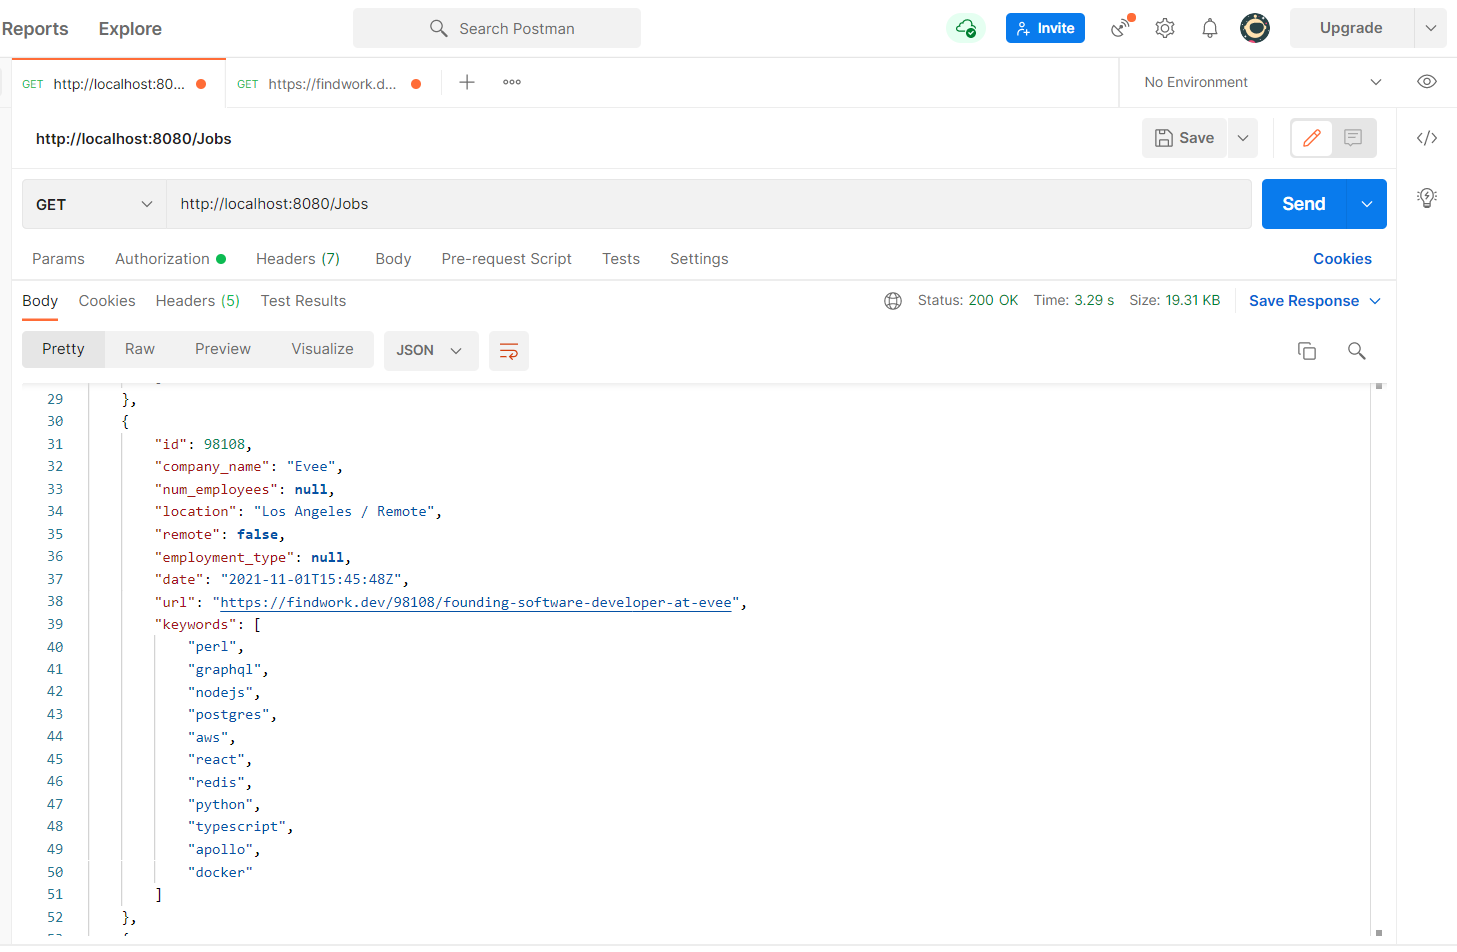 Reports Explore Search Postman Invite Upgrade
GET http://localhost:80... GET https://findwork.d... No Environment
http://localhost:8080/Jobs Save
GET http://localhost:8080/Jobs Send
Params Authorization Headers (7) Body Pre-request Script Tests Settings Cookies
Body Cookies Headers (5) Test Results Status: 200 OK Time: 3.29 s Size: 19.31 KB Save Response
Pretty Raw Preview Visualize JSON
29 },
30 {
31 "id": 98108,
32 "company_name": "Evee",
33 "num_employees": null,
34 "location": "Los Angeles / Remote",
35 "remote": false,
36 "employment_type": null,
37 "date": "2021-11-01T15:45:48Z",
38 "url": "https://findwork.dev/98108/founding-software-developer-at-evee",
39 "keywords": [
40 "perl",
41 "graphql",
42 "nodejs",
43 "postgres",
44 "aws",
45 "react",
46 "redis",
47 "python",
48 "typescript",
49 "apollo",
50 "docker"
51 ]
52 },